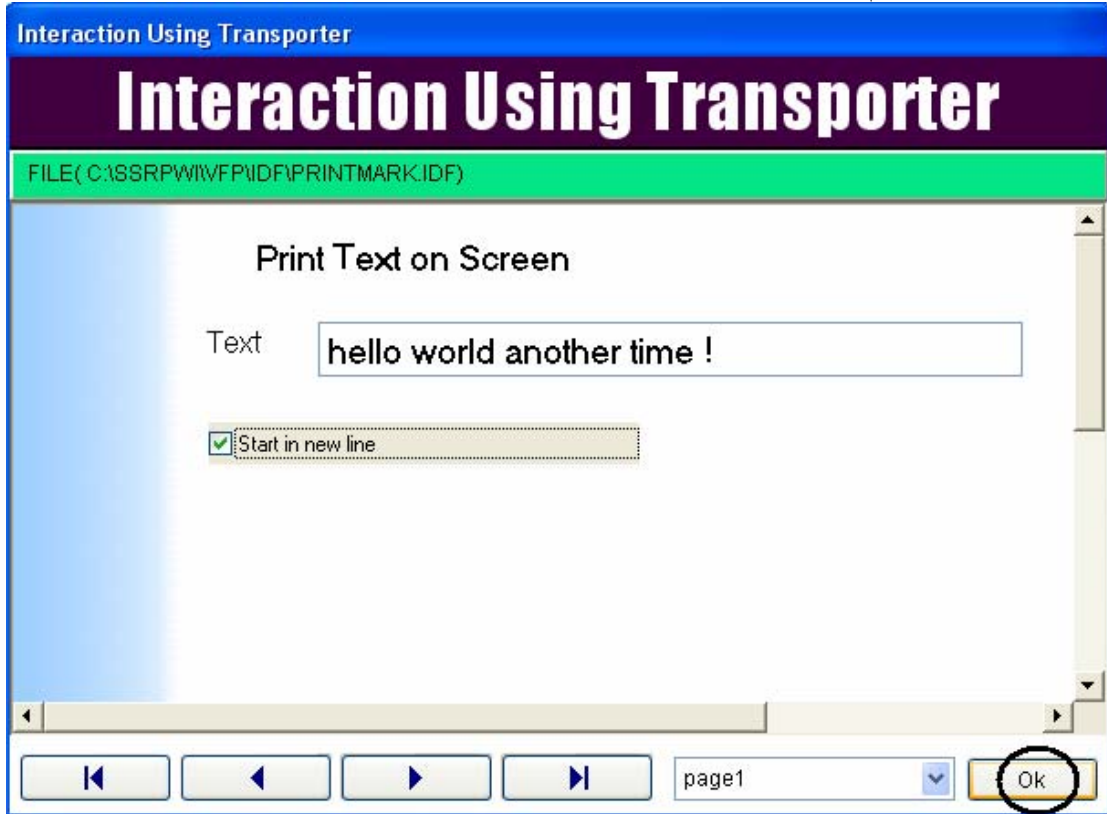 Interaction Using Transporter
Interaction Using Transporter
FILE( C:\SSRPWI\VFP\IDF\PRINTMARK.IDF)
Print Text on Screen
Text
hello world another time !
Start in new line
page1
Ok